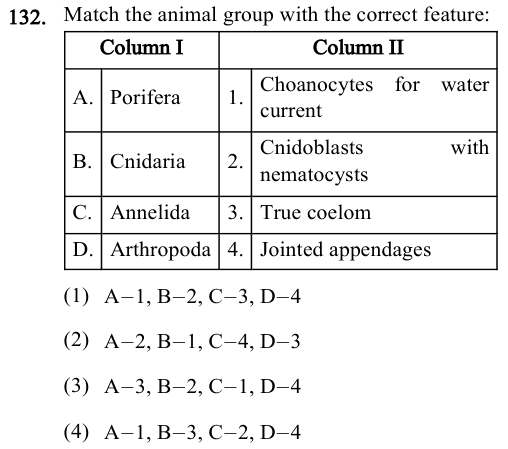 132. Match the animal group with the correct feature:
Column I Column II
A. Porifera 1. Choanocytes for water
current
B. Cnidaria 2. Cnidoblasts with
nematocysts
C. Annelida 3. True coelom
D. Arthropoda 4. Jointed appendages
(1) A–1, B–2, C–3, D–4
(2) A–2, B–1, C–4, D–3
(3) A–3, B–2, C–1, D–4
(4) A–1, B–3, C–2, D–4